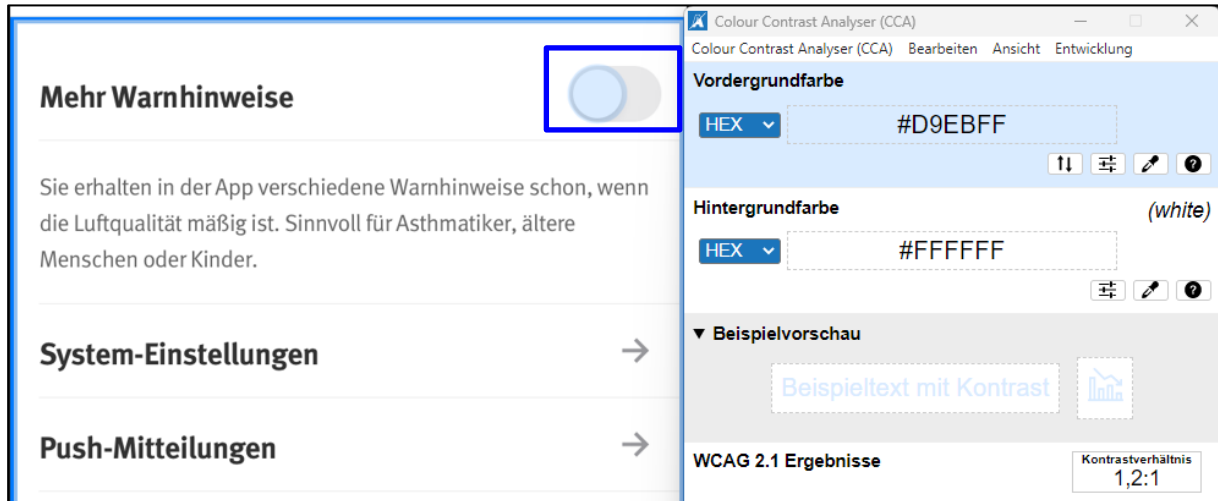 Mehr Warnhinweise
Sie erhalten in der App verschiedene Warnhinweise schon, wenn
die Luftqualität mäßig ist. Sinnvoll für Asthmatiker, ältere
Menschen oder Kinder.
System-Einstellungen
Push-Mitteilungen
Colour Contrast Analyser (CCA)
Colour Contrast Analyser (CCA) Bearbeiten Ansicht Entwicklung
Vordergrundfarbe
HEX #D9EBFF
Hintergrundfarbe (white)
HEX #FFFFFF
▼ Beispielvorschau
Beispieltext mit Kontrast
WCAG 2.1 Ergebnisse
Kontrastverhältnis
1,2:1